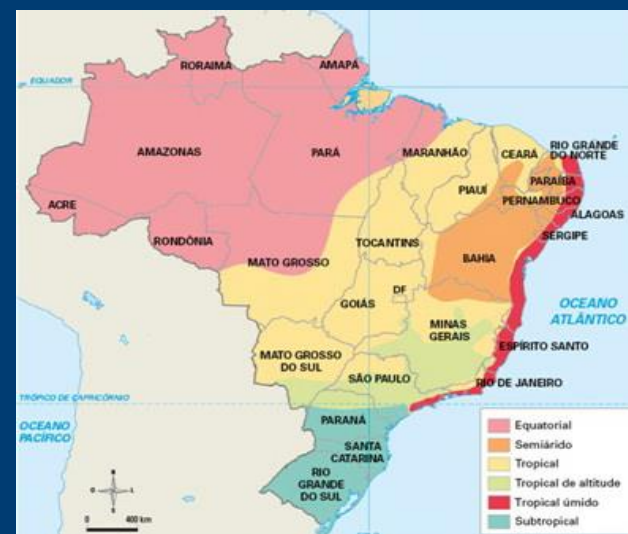 RORAIMA
AMAPÁ
EQUADOR
0°
AMAZONAS
PARÁ
MARANHÃO
CEARÁ
RIO GRANDE
DO NORTE
PARAÍBA
PIAUÍ
PERNAMBUCO
ACRE
ALAGOAS
SERGIPE
RONDÔNIA
TOCANTINS
MATO GROSSO
BAHIA
DF
GOIÁS
OCEANO
ATLÂNTICO
MINAS
GERAIS
ESPÍRITO SANTO
MATO GROSSO
DO SUL
SÃO PAULO
RIO DE JANEIRO
TRÓPICO DE CAPRICÓRNIO
OCEANO
PACÍFICO
PARANÁ
SANTA
CATARINA
RIO
GRANDE
DO SUL
Equatorial
Semiárido
Tropical
Tropical de altitude
Tropical úmido
Subtropical
N
O
L
S
0
400 km